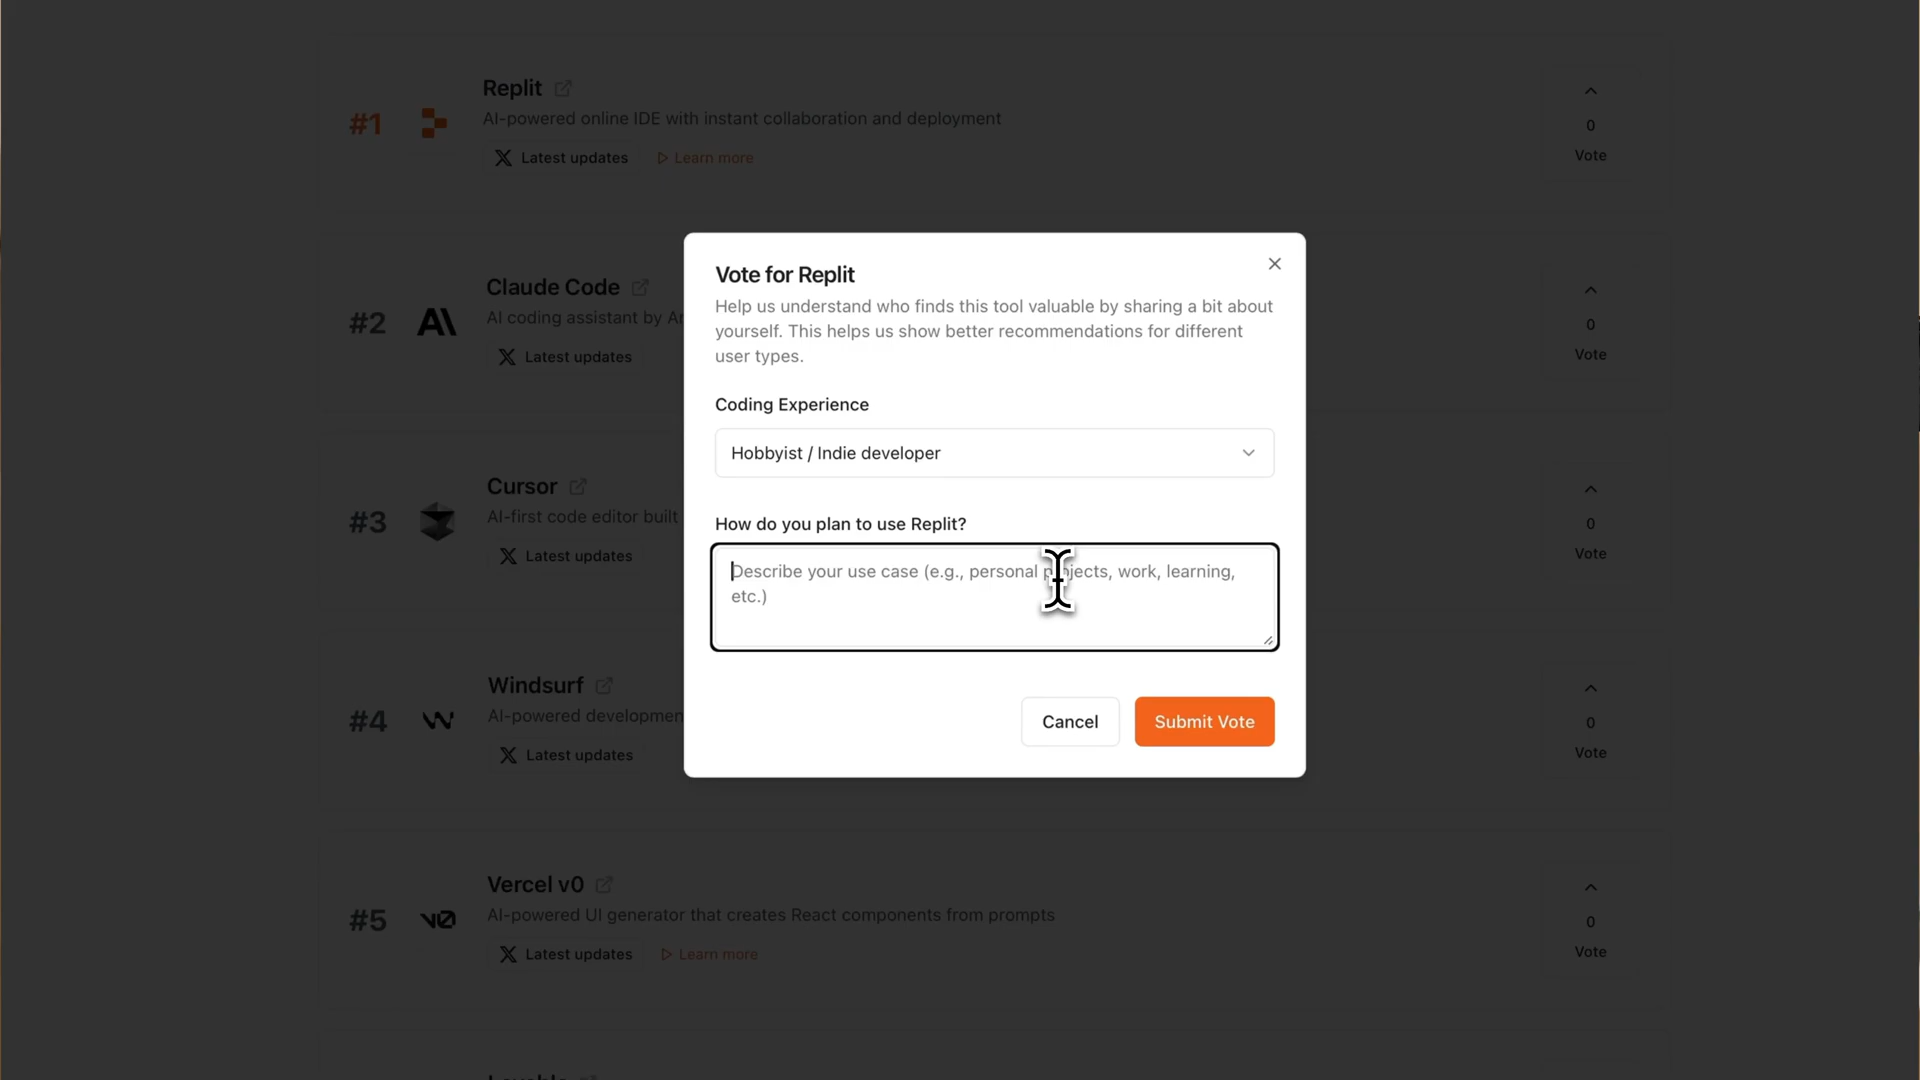 Replit
#1
AI-powered online IDE with instant collaboration and deployment
Latest updates
Learn more
0
Vote
Claude Code
#2
AI coding assistant by
Latest updates
0
Vote
Cursor
#3
AI-first code editor built
Latest updates
0
Vote
Windsurf
#4
Latest updates
0
Vote
Vercel v0
#5
v0
AI-powered UI generator that creates React components from prompts
Latest updates
Learn more
0
Vote
Vote for Replit
Help us understand who finds this tool valuable by sharing a bit about
yourself. This helps us show better recommendations for different
user types.
Coding Experience
Hobbyist / Indie developer
How do you plan to use Replit?
Describe your use case (e.g., personal projects, work, learning,
etc.)
Cancel
Submit Vote